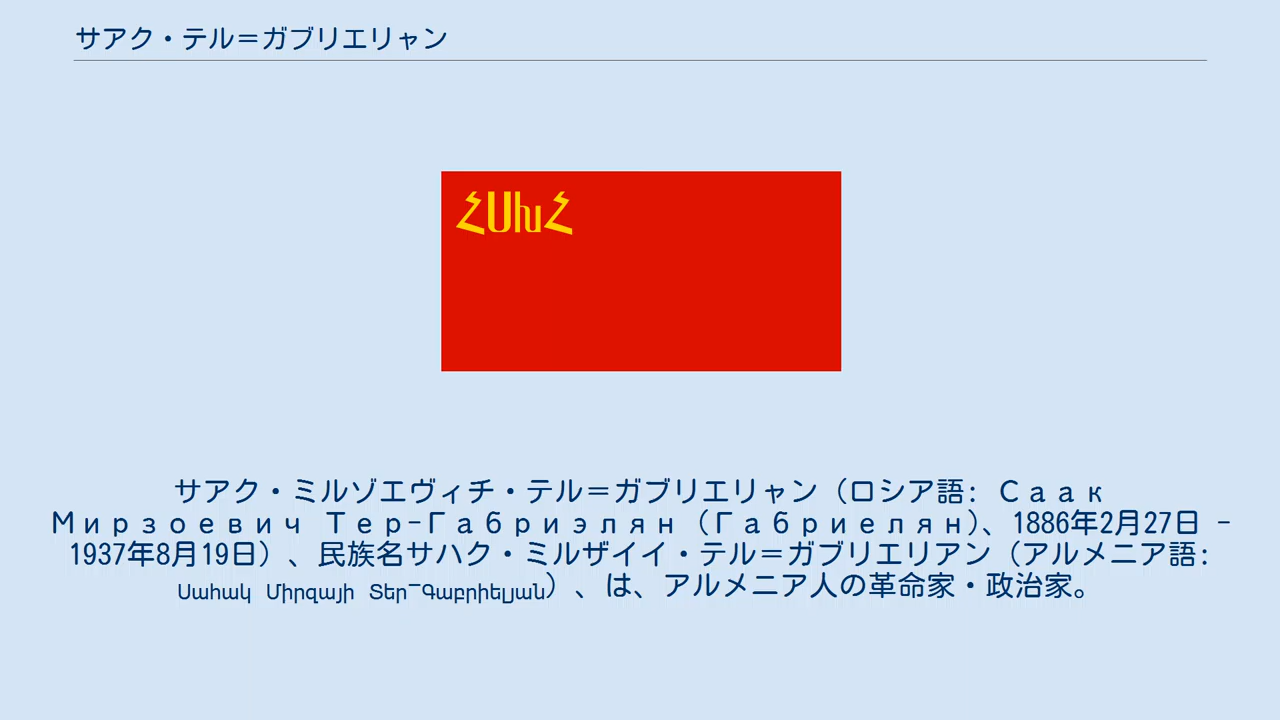 サアク・テル＝ガブリエリャン
ՀՍԽՀ
サアク・ミルゾエヴィチ・テル＝ガブリエリャン（ロシア語: Саак
Мирзоевич Тер-Габриэлян (Габриелян)、1886年2月27日 -
1937年8月19日）、民族名サハク・ミルザイイ・テル＝ガブリエリアン（アルメニア語:
Սահակ Միրզայի Տեր-Գաբրիելյան）、は、アルメニア人の革命家・政治家。